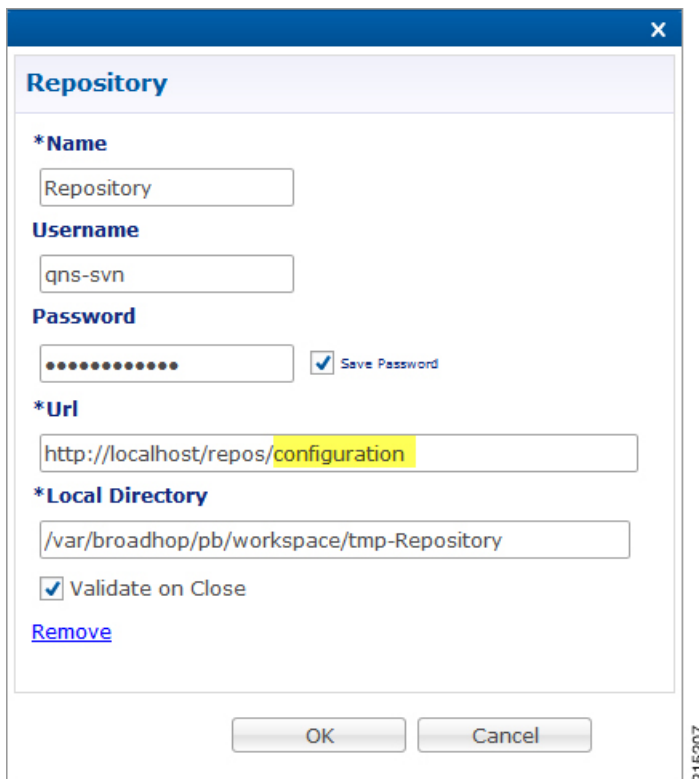 x
Repository
*Name
Repository
Username
qns-svn
Password
••••••••••••
Save Password
*Url
http://localhost/repos/configuration
*Local Directory
/var/broadhop/pb/workspace/tmp-Repository
Validate on Close
Remove
OK Cancel